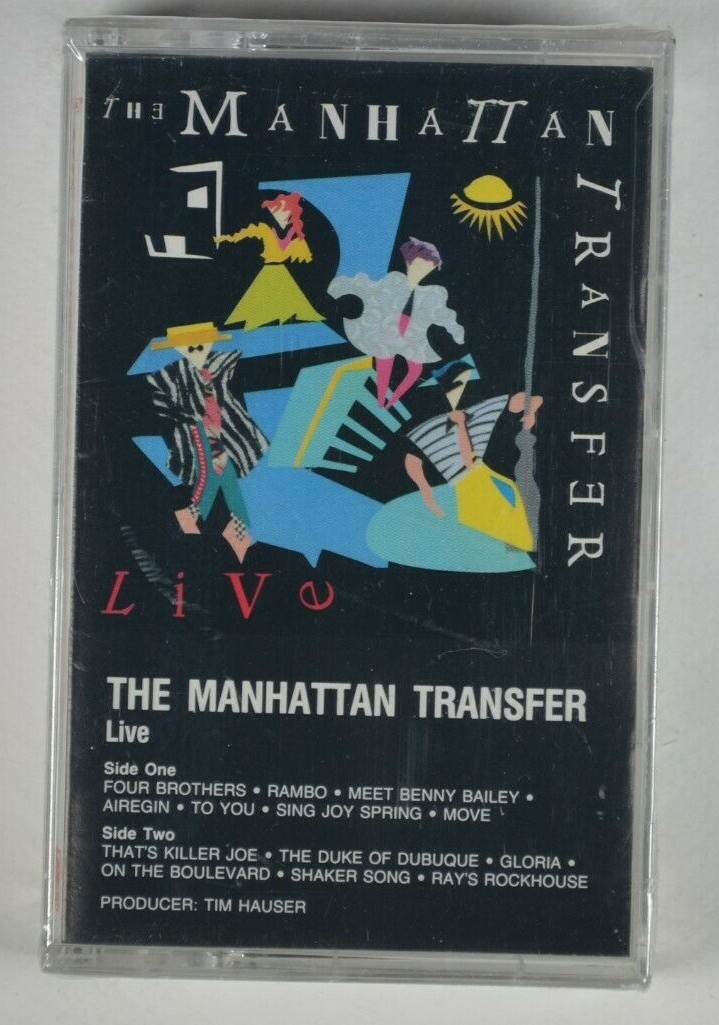 THE MANHATTAN
TRANSFER
LiVe
THE MANHATTAN TRANSFER
Live
Side One
FOUR BROTHERS • RAMBO • MEET BENNY BAILEY •
AIREGIN • TO YOU • SING JOY SPRING • MOVE
Side Two
THAT'S KILLER JOE • THE DUKE OF DUBUQUE • GLORIA •
ON THE BOULEVARD • SHAKER SONG • RAY'S ROCKHOUSE
PRODUCER: TIM HAUSER